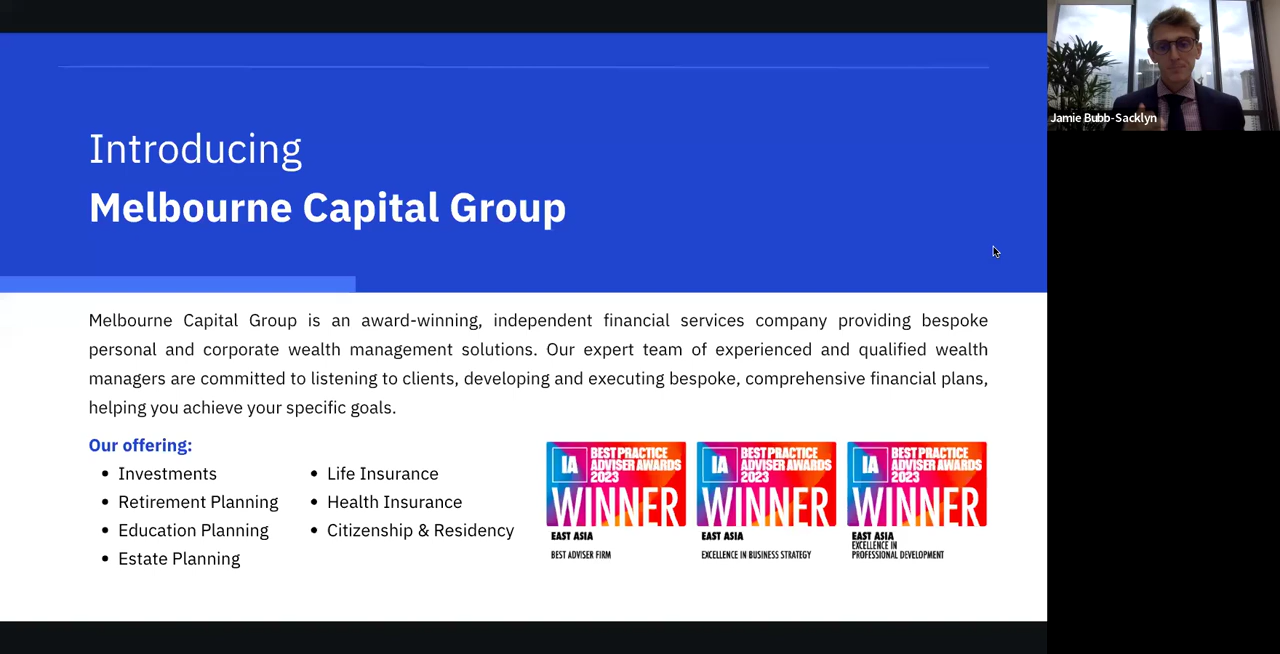 Introducing
Melbourne Capital Group
Jamie Bubb-Sacklyn
Melbourne Capital Group is an award-winning, independent financial services company providing bespoke
personal and corporate wealth management solutions. Our expert team of experienced and qualified wealth
managers are committed to listening to clients, developing and executing bespoke, comprehensive financial plans,
helping you achieve your specific goals.
Our offering:
• Investments
• Retirement Planning
• Education Planning
• Estate Planning
• Life Insurance
• Health Insurance
• Citizenship & Residency
IA
BEST PRACTICE
ADVISER AWARDS
2023
WINNER
EAST ASIA
BEST ADVISER FIRM
IA
BEST PRACTICE
ADVISER AWARDS
2023
WINNER
EAST ASIA
EXCELLENCE IN BUSINESS STRATEGY
IA
BEST PRACTICE
ADVISER AWARDS
2023
WINNER
EAST ASIA
EXCELLENCE IN
PROFESSIONAL DEVELOPMENT